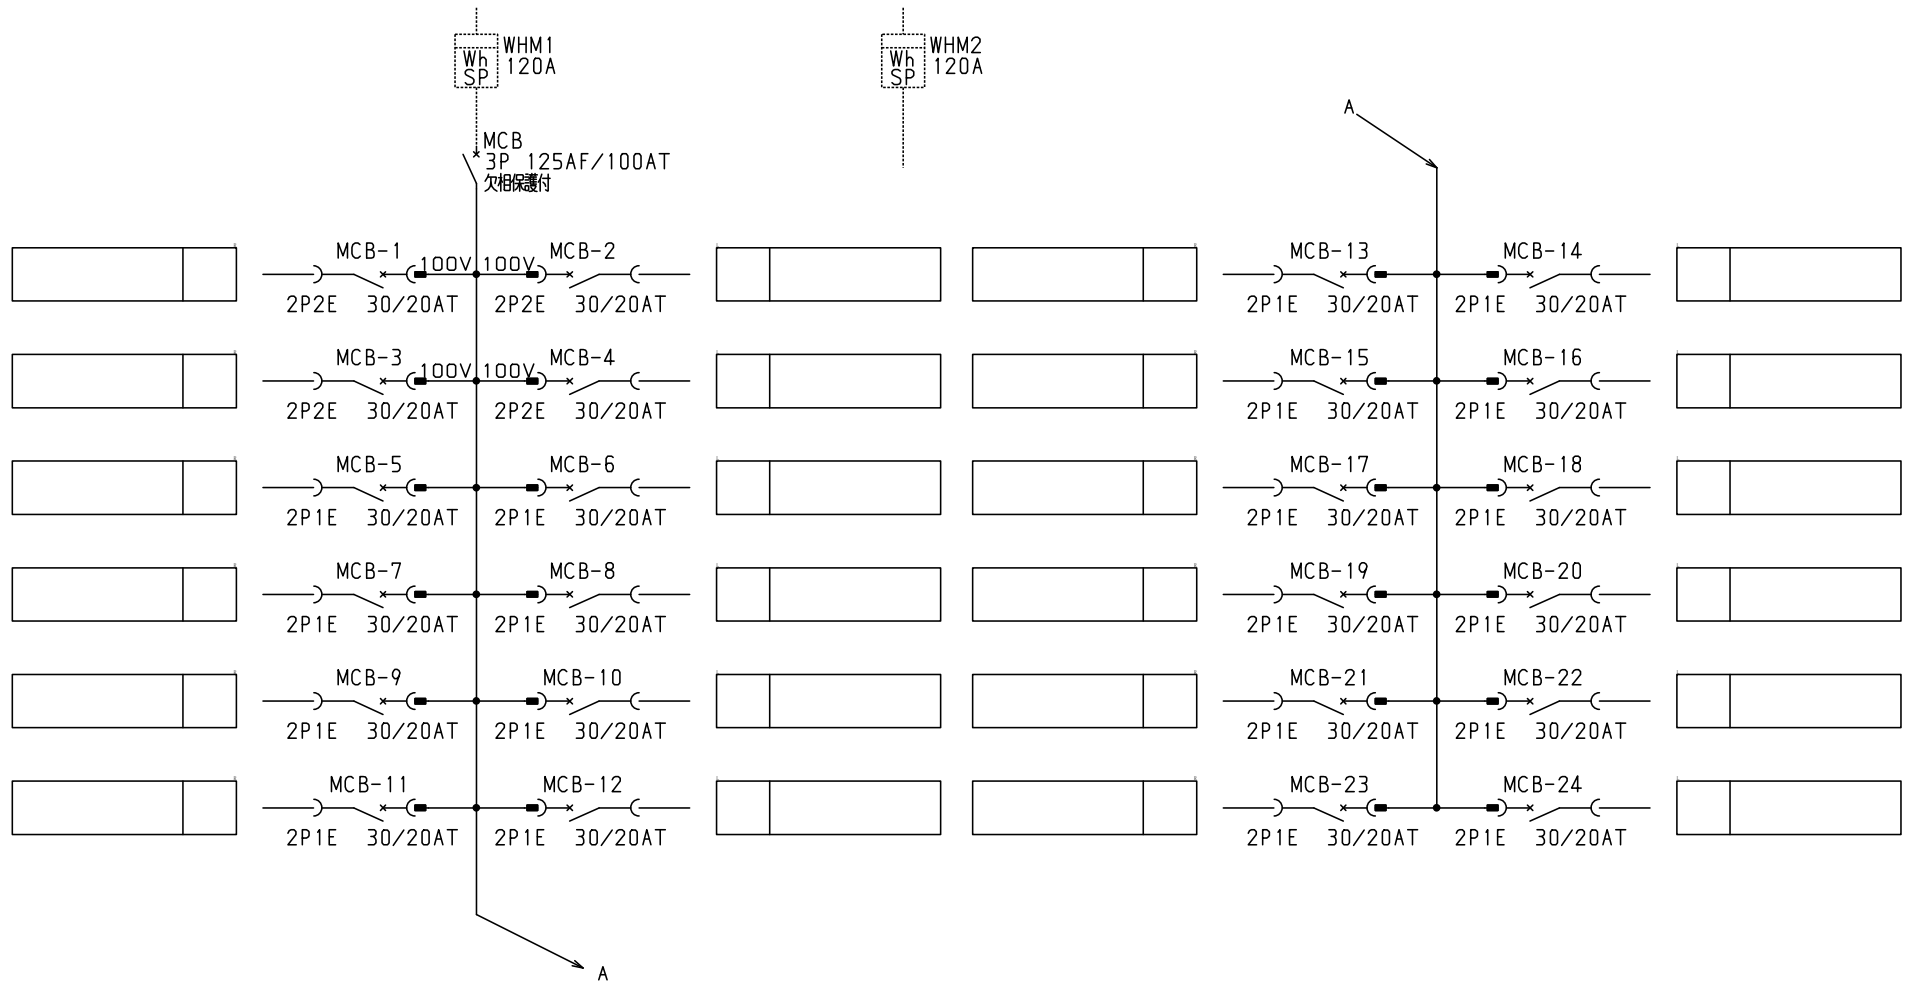 WHM1
Wh
120A
SP
WHM2
Wh
120A
SP
A
MCB
3P 125AF/100AT
欠相保護付
MCB-1 100V 100V MCB-2
2P2E 30/20AT 2P2E 30/20AT
MCB-13 MCB-14
2P1E 30/20AT 2P1E 30/20AT
MCB-3 100V 100V MCB-4
2P2E 30/20AT 2P2E 30/20AT
MCB-15 MCB-16
2P1E 30/20AT 2P1E 30/20AT
MCB-5 MCB-6
2P1E 30/20AT 2P1E 30/20AT
MCB-17 MCB-18
2P1E 30/20AT 2P1E 30/20AT
MCB-7 MCB-8
2P1E 30/20AT 2P1E 30/20AT
MCB-19 MCB-20
2P1E 30/20AT 2P1E 30/20AT
MCB-9 MCB-10
2P1E 30/20AT 2P1E 30/20AT
MCB-21 MCB-22
2P1E 30/20AT 2P1E 30/20AT
MCB-11 MCB-12
2P1E 30/20AT 2P1E 30/20AT
MCB-23 MCB-24
2P1E 30/20AT 2P1E 30/20AT
A